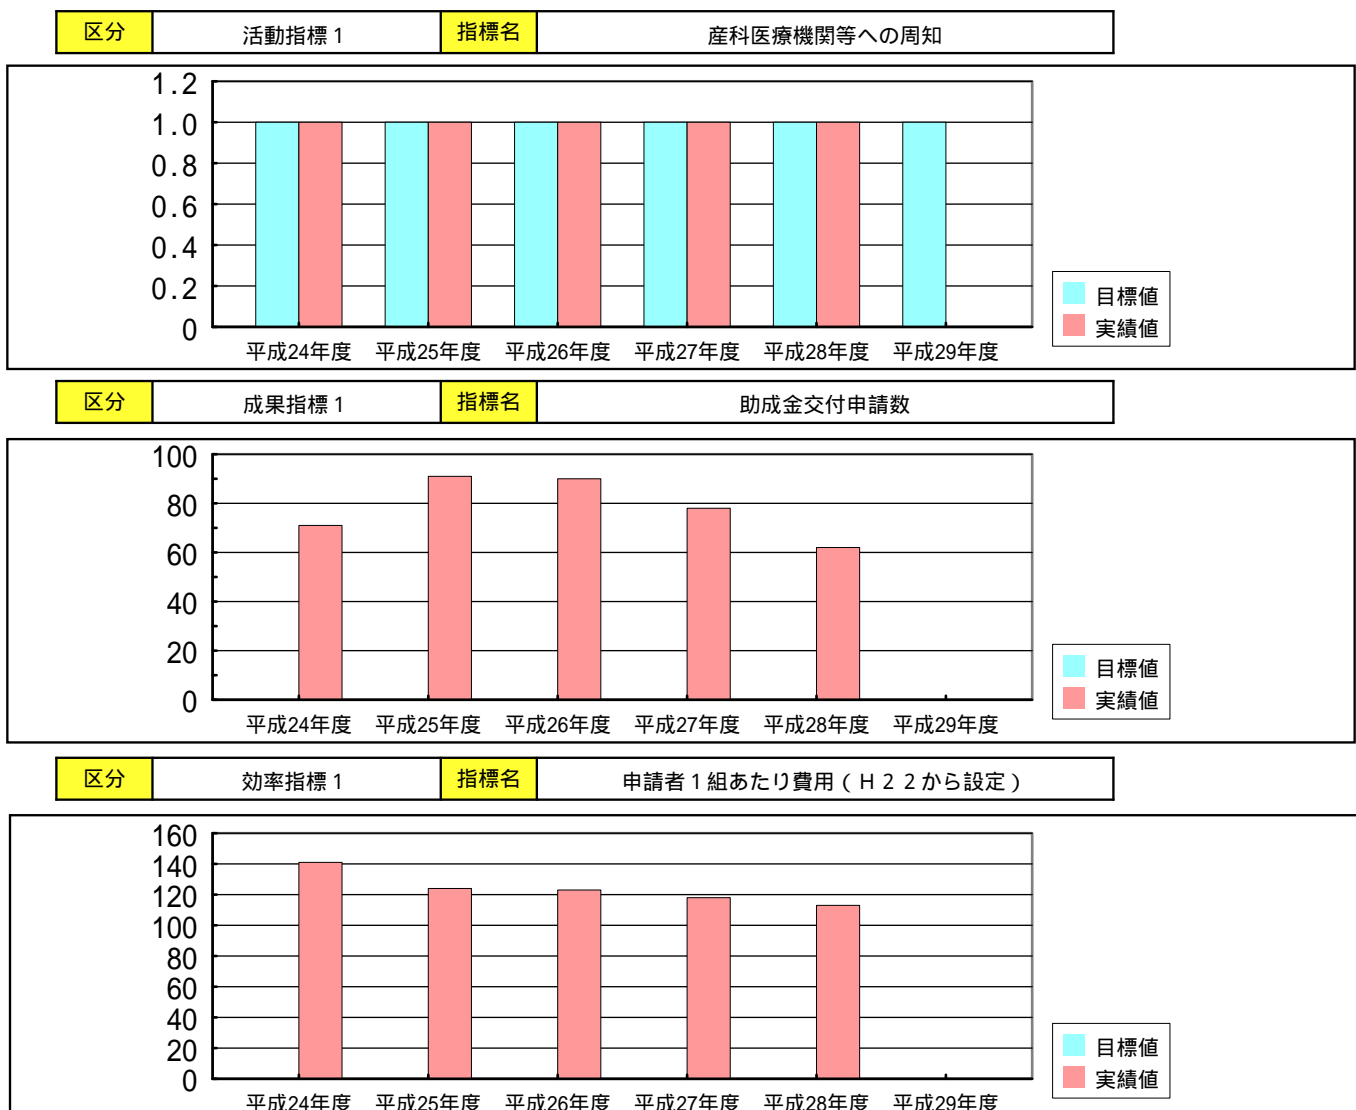 区分 活動指標1 指標名 産科医療機関等への周知
1.2
1.0
0.8
0.6
0.4
0.2
0
平成24年度 平成25年度 平成26年度 平成27年度 平成28年度 平成29年度
目標値
実績値
区分 成果指標1 指標名 助成金交付申請数
100
80
60
40
20
0
平成24年度 平成25年度 平成26年度 平成27年度 平成28年度 平成29年度
目標値
実績値
区分 効率指標1 指標名 申請者1組あたり費用(H22から設定)
160
140
120
100
80
60
40
20
0
平成24年度 平成25年度 平成26年度 平成27年度 平成28年度 平成29年度
目標値
実績値